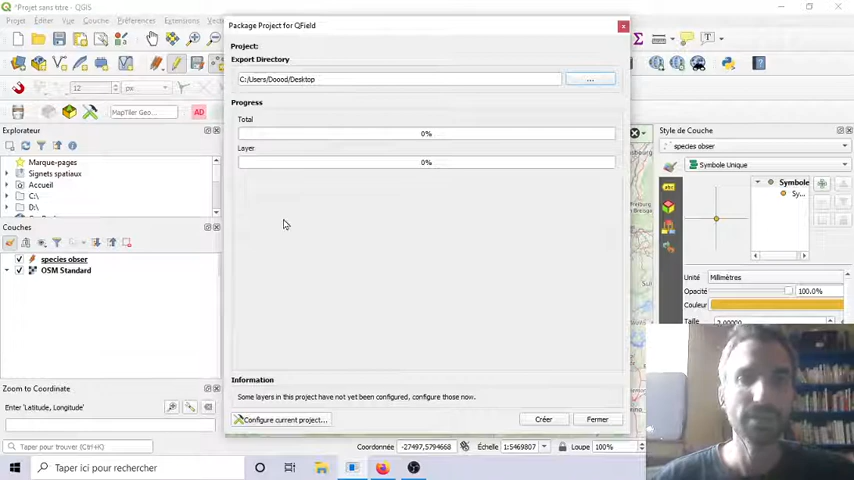 *Projet sans titre — QGIS
Projet Éditer Vue Couche Préférences Extensions
Package Project for QField
Project:
Export Directory
C:/Users/Doood/Desktop
...
Progress
Total
0%
Layer
0%
Information
Some layers in this project have not yet been configured, configure those now.
Configure current project...
Créer
Fermer
12
px
MapTiler Geo...
AD
Explorateur
Marque-pages
Signets spatiaux
Accueil
C:\
D:\
Couches
species obser
OSM Standard
Zoom to Coordinate
Enter 'Latitude, Longitude'
Style de Couche
species obser
Symbole Unique
abc
Symbole
Sy...
Unité
Millimètres
Opacité
100.0%
Couleur
Taille
2,00000
Taper pour trouver (Ctrl+K)
Coordonnée
-27497,5794668
Échelle
1:5469807
Loupe
100%
Taper ici pour rechercher